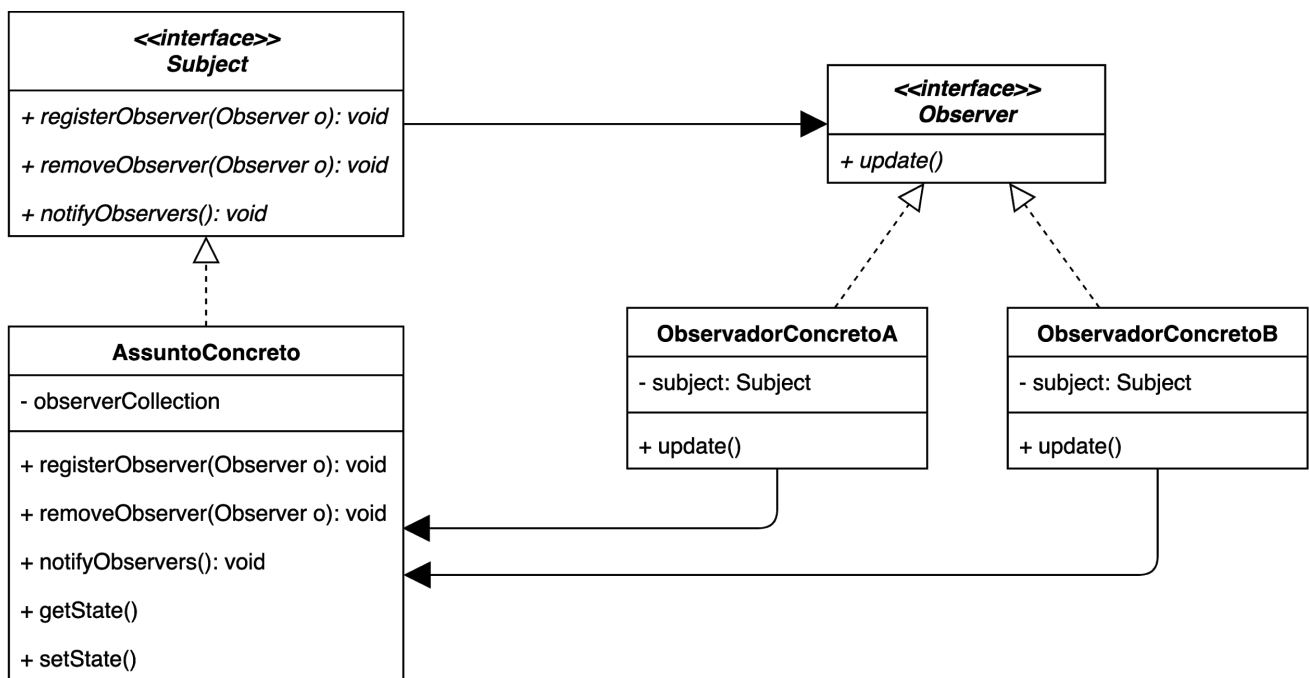 <<interface>>
Subject
+ registerObserver(Observer o): void
+ removeObserver(Observer o): void
+ notifyObservers(): void
<<interface>>
Observer
+ update()
AssuntoConcreto
- observerCollection
+ registerObserver(Observer o): void
+ removeObserver(Observer o): void
+ notifyObservers(): void
+ getState()
+ setState()
ObservadorConcretoA
- subject: Subject
+ update()
ObservadorConcretoB
- subject: Subject
+ update()